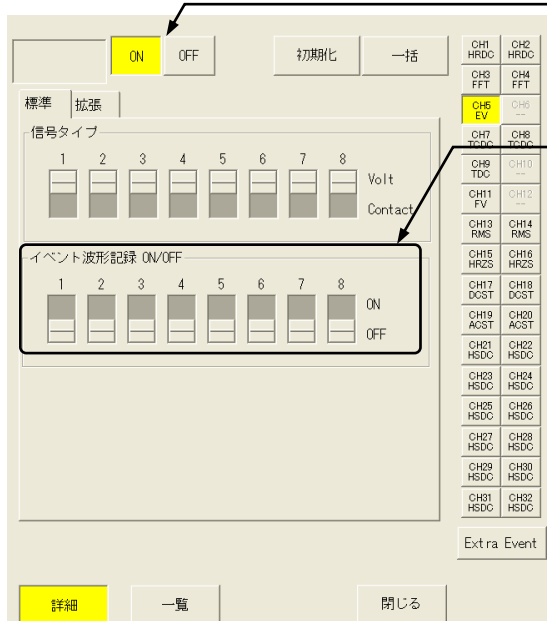 ON OFF 初期化 一括
標準 拡張
信号タイプ
1 2 3 4 5 6 7 8
Volt
Contact
イベント波形記録 ON/OFF
1 2 3 4 5 6 7 8
ON
OFF
CH1 HRDC CH2 HRDC
CH3 FFT CH4 FFT
CH5 EV CH6 --
CH7 TCDC CH8 TCDC
CH9 TDC CH10 --
CH11 FV CH12 --
CH13 RMS CH14 RMS
CH15 HRZS CH16 HRZS
CH17 DCST CH18 DCST
CH19 ACST CH20 ACST
CH21 HSDC CH22 HSDC
CH23 HSDC CH24 HSDC
CH25 HSDC CH26 HSDC
CH27 HSDC CH28 HSDC
CH29 HSDC CH30 HSDC
CH31 HSDC CH32 HSDC
Extra Event
詳細 一覧 閉じる